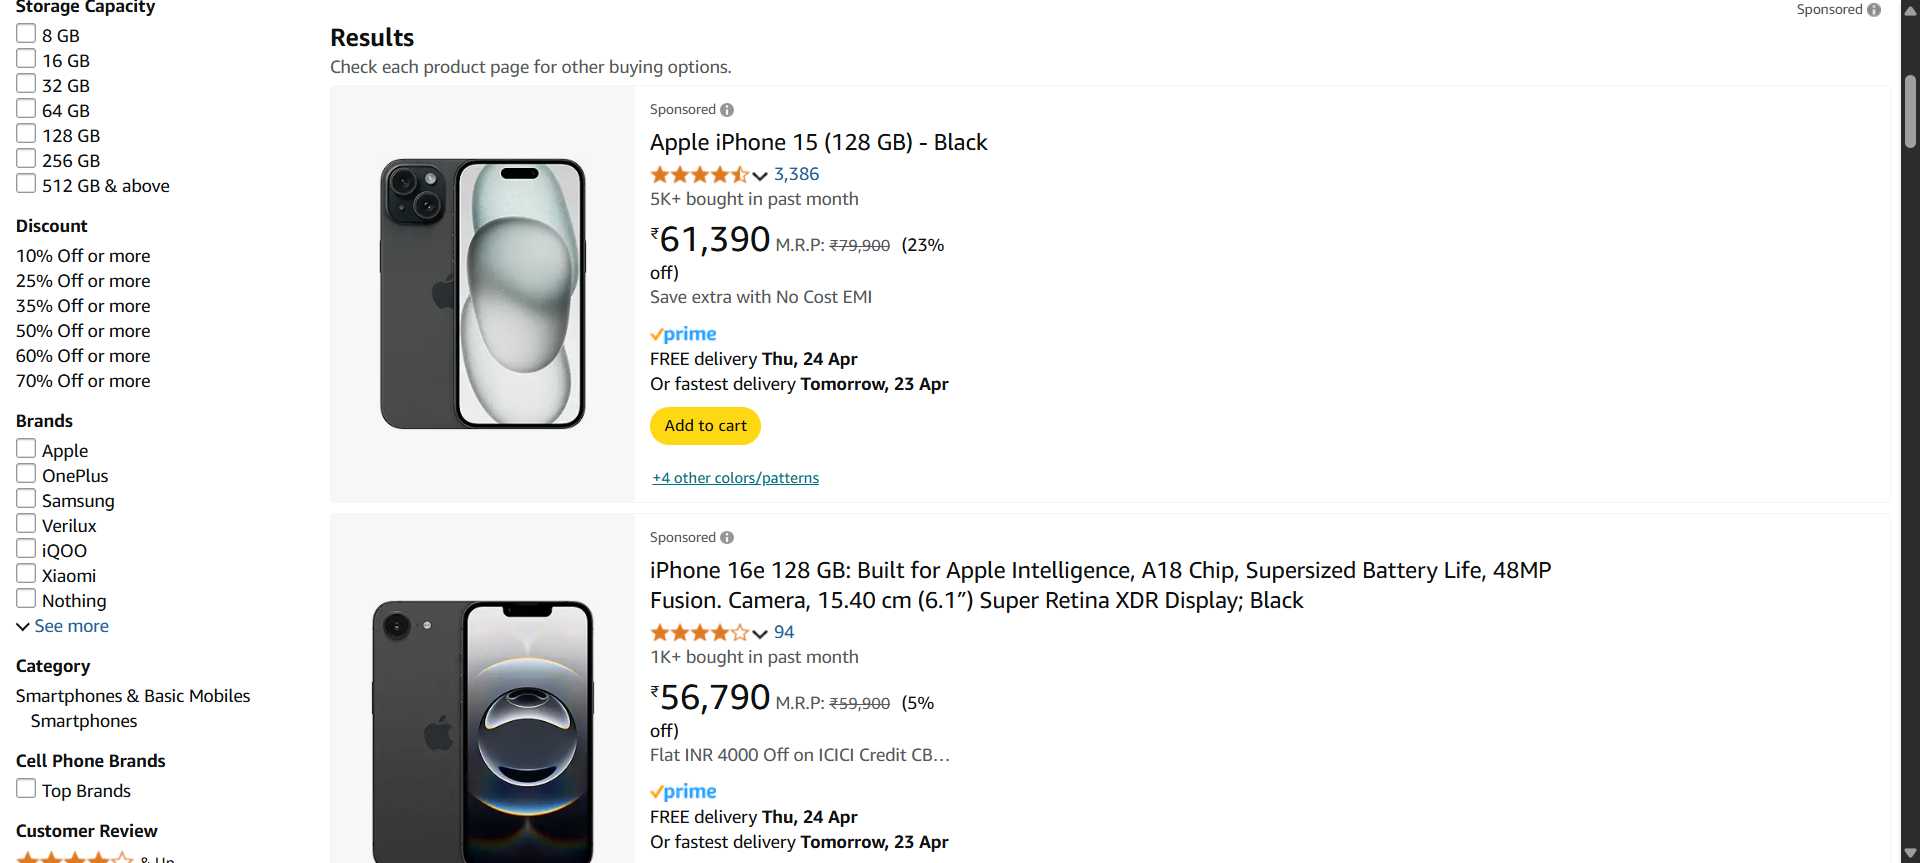 Storage Capacity
8 GB
16 GB
32 GB
64 GB
128 GB
256 GB
512 GB & above
Discount
10% Off or more
25% Off or more
35% Off or more
50% Off or more
60% Off or more
70% Off or more
Brands
Apple
OnePlus
Samsung
Verilux
iQOO
Xiaomi
Nothing
See more
Category
Smartphones & Basic Mobiles
Smartphones
Cell Phone Brands
Top Brands
Customer Review
& Up
Sponsored
Results
Check each product page for other buying options.
Sponsored
Apple iPhone 15 (128 GB) - Black
3,386
5K+ bought in past month
₹61,390 M.R.P: ₹79,900 (23%
off)
Save extra with No Cost EMI
prime
FREE delivery Thu, 24 Apr
Or fastest delivery Tomorrow, 23 Apr
Add to cart
+4 other colors/patterns
Sponsored
iPhone 16e 128 GB: Built for Apple Intelligence, A18 Chip, Supersized Battery Life, 48MP
Fusion. Camera, 15.40 cm (6.1”) Super Retina XDR Display; Black
94
1K+ bought in past month
₹56,790 M.R.P: ₹59,900 (5%
off)
Flat INR 4000 Off on ICICI Credit CB…
prime
FREE delivery Thu, 24 Apr
Or fastest delivery Tomorrow, 23 Apr